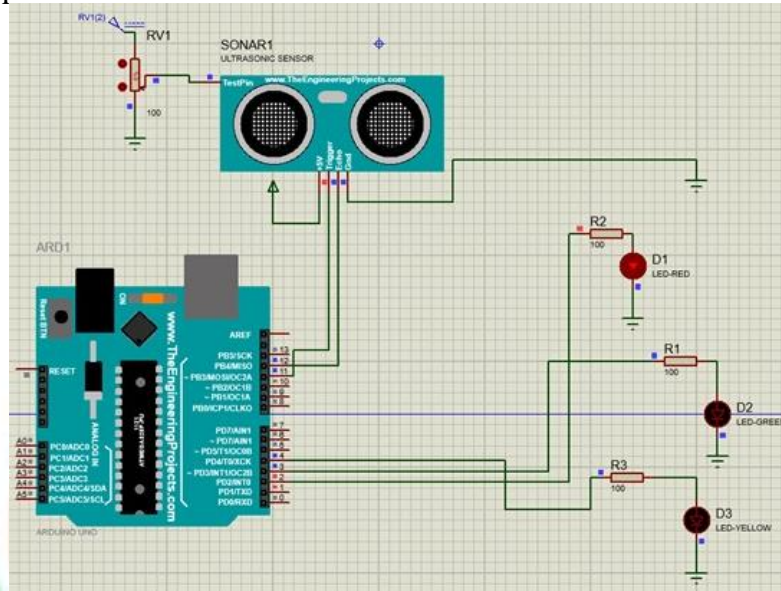 RV1(2)
RV1
100
SONAR1
ULTRASONIC SENSOR
TestPin
www.TheEngineeringProjects.com
+5V
Trigger
Echo
Gnd
R2
100
D1
LED-RED
R1
100
D2
LED-GREEN
R3
100
D3
LED-YELLOW
ARD1
Reset BTN
ON
www.TheEngineeringProjects.com
ANALOG IN
RESET
AREF
PB5/SCK 13
PB4/MISO 12
~ PB3/MOSI/OC2A 11
~ PB2/OC1B 10
~ PB1/OC1A 9
PB0/ICP1/CLKO 8
PD7/AIN1 7
~ PD7/AIN1 6
~ PD5/T1/OC0B 5
PD4/T0/XCK 4
~ PD3/INT1/OC2B 3
PD2/INT0 2
PD1/TXD 1
PD0/RXD 0
A0 PC0/ADC0
A1 PC1/ADC1
A2 PC2/ADC2
A3 PC3/ADC3
A4 PC4/ADC4/SDA
A5 PC5/ADC5/SCL
ARDUINO UNO